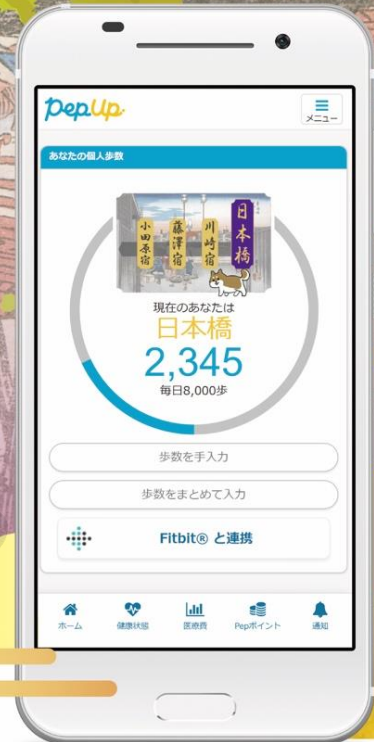 PepUp
メニュー
あなたの個人歩数
日本橋
川崎宿
藤澤宿
小田原宿
現在のあなたは
日本橋
2,345
毎日8,000歩
歩数を手入力
歩数をまとめて入力
Fitbit® と連携
ホーム
健康状態
医療費
Pepポイント
通知